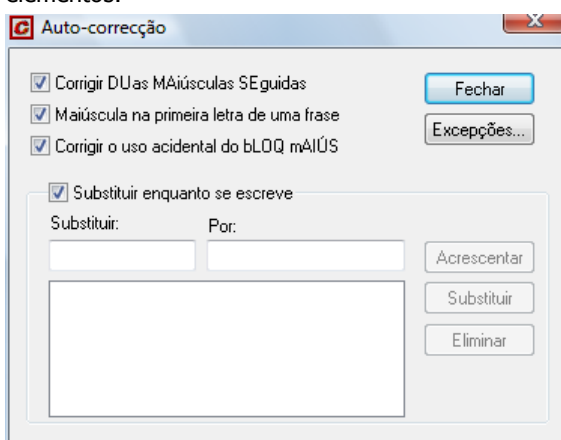 elementos.
Auto-correcção
Corrigir DUas MAiúsculas SEguidas
Fechar
Maiúscula na primeira letra de uma frase
Excepções...
Corrigir o uso acidental do bLOQ mAIÚS
Substituir enquanto se escreve
Substituir: Por:
Acrescentar
Substituir
Eliminar